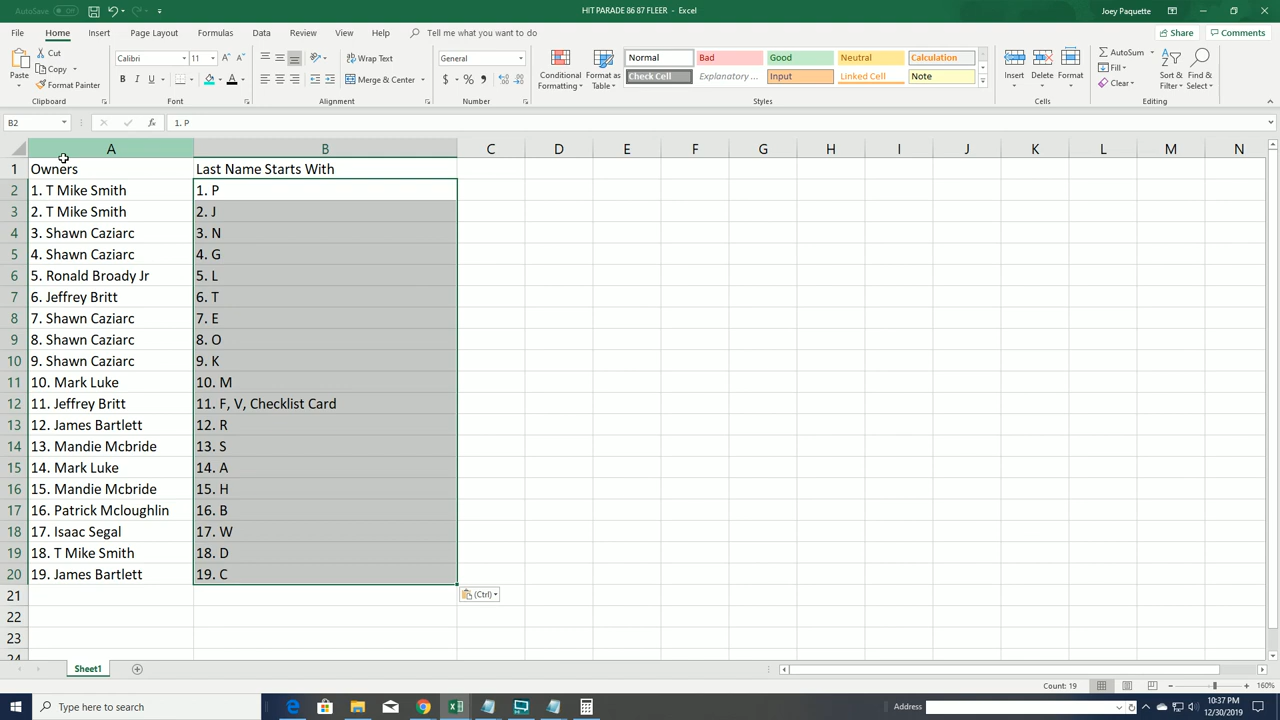 AutoSave Off HIT PARADE 86 87 FLEER - Excel Joey Paquette
File Home Insert Page Layout Formulas Data Review View Help Tell me what you want to do Share Comments
Cut
Copy
Format Painter
Paste
Clipboard
Calibri 11
B I U
Font
Wrap Text
Merge & Center
Alignment
General
$ % ,
Number
Conditional Formatting
Format as Table
Normal Bad Good Neutral Calculation
Check Cell Explanatory ... Input Linked Cell Note
Styles
Insert Delete Format
Cells
AutoSum
Fill
Clear
Sort & Filter
Find & Select
Editing
B2 1. P
A B C D E F G H I J K L M N
1 Owners Last Name Starts With
2 1. T Mike Smith 1. P
3 2. T Mike Smith 2. J
4 3. Shawn Caziarc 3. N
5 4. Shawn Caziarc 4. G
6 5. Ronald Broady Jr 5. L
7 6. Jeffrey Britt 6. T
8 7. Shawn Caziarc 7. E
9 8. Shawn Caziarc 8. O
10 9. Shawn Caziarc 9. K
11 10. Mark Luke 10. M
12 11. Jeffrey Britt 11. F, V, Checklist Card
13 12. James Bartlett 12. R
14 13. Mandie Mcbride 13. S
15 14. Mark Luke 14. A
16 15. Mandie Mcbride 15. H
17 16. Patrick Mcloughlin 16. B
18 17. Isaac Segal 17. W
19 18. T Mike Smith 18. D
20 19. James Bartlett 19. C
21 (Ctrl)
22
23
24
Sheet1
Count: 19 160%
Type here to search Address 10:37 PM
12/30/2019